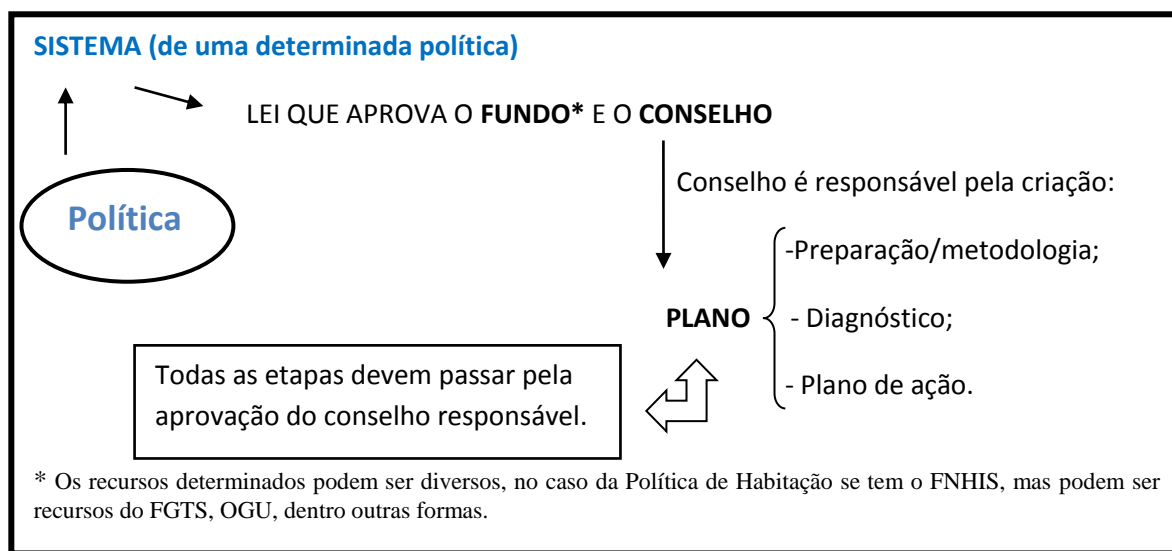 SISTEMA (de uma determinada política)
LEI QUE APROVA O FUNDO* E O CONSELHO
Conselho é responsável pela criação:
Política
-Preparação/metodologia;
PLANO
- Diagnóstico;
- Plano de ação.
Todas as etapas devem passar pela
aprovação do conselho responsável.
* Os recursos determinados podem ser diversos, no caso da Política de Habitação se tem o FNHIS, mas podem ser
recursos do FGTS, OGU, dentro outras formas.